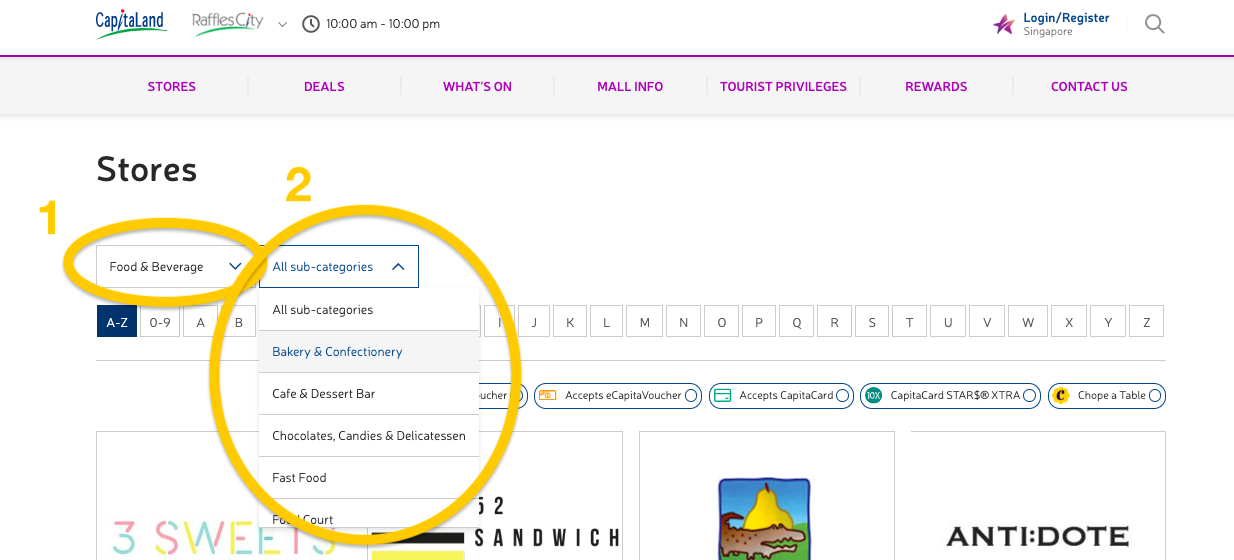 CapitaLand RafflesCity 10:00 am - 10:00 pm Login/Register
Singapore
STORES DEALS WHAT'S ON MALL INFO TOURIST PRIVILEGES REWARDS CONTACT US
Stores
1 2
Food & Beverage All sub-categories
All sub-categories
A-Z 0-9 A B I J K L M N O P Q R S T U V W X Y Z
Bakery & Confectionery
Cafe & Dessert Bar
Accepts eCapitaVoucher Accepts CapitaCard 10X CapitaCard STAR$® XTRA Chope a Table
Chocolates, Candies & Delicatessen
Fast Food
Food Court
3 SWEETS
52
SANDWICH
ANTI:DOTE